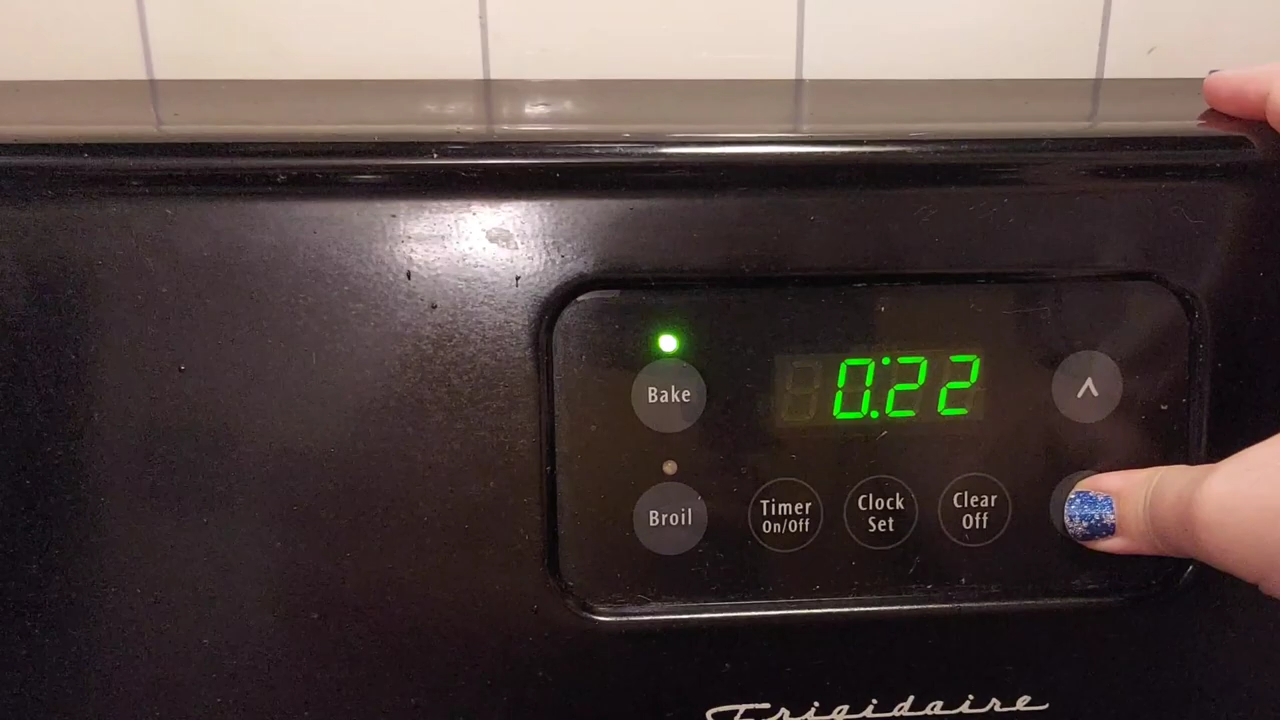 Bake
0:22
Λ
Broil
Timer
On/Off
Clock
Set
Clear
Off
Frigidaire